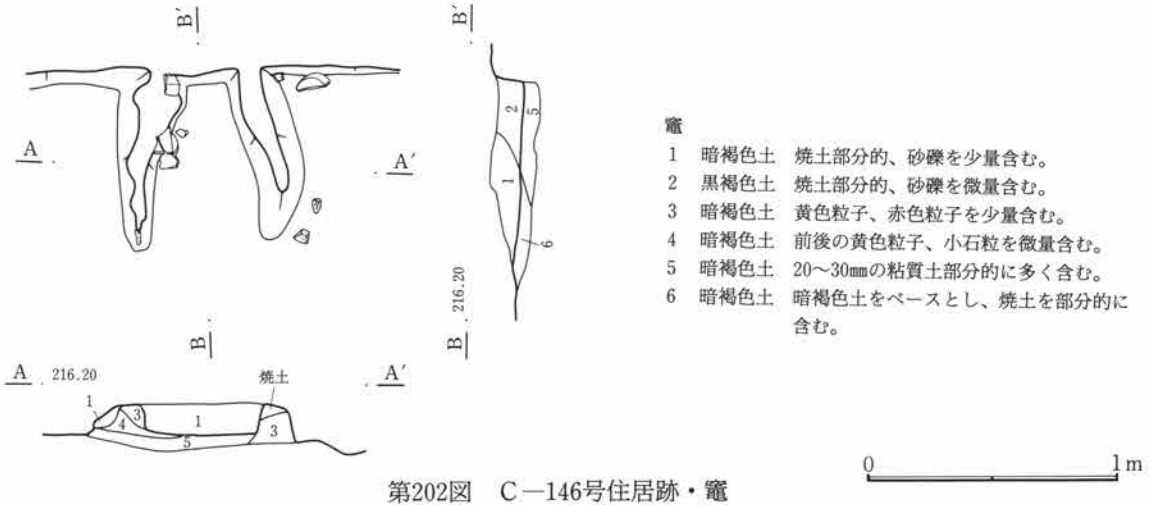 B′
B′
A
A′
2
5
1
6
B 216.20
B
竈
1 暗褐色土 焼土部分的、砂礫を少量含む。
2 黒褐色土 焼土部分的、砂礫を微量含む。
3 暗褐色土 黄色粒子、赤色粒子を少量含む。
4 暗褐色土 前後の黄色粒子、小石粒を微量含む。
5 暗褐色土 20〜30㎜の粘質土部分的に多く含む。
6 暗褐色土 暗褐色土をベースとし、焼土を部分的に
含む。
A 216.20
A′
焼土
1
3
4
1
5
3
0 1m
第202図 C―146号住居跡・竈